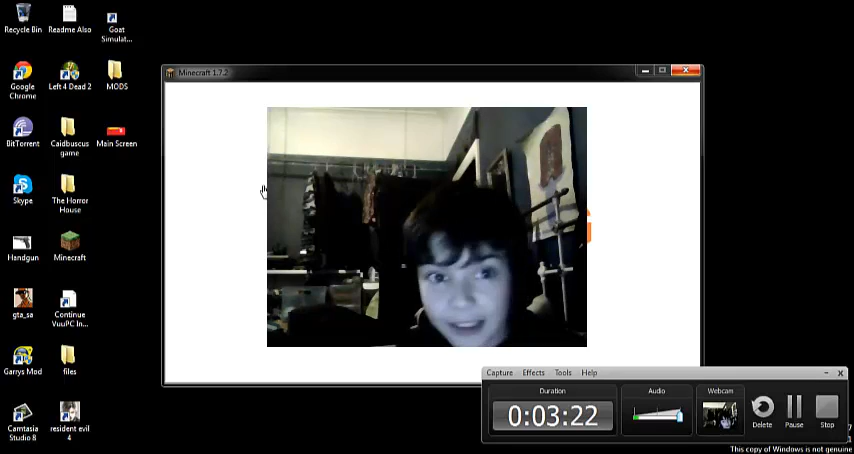 Recycle Bin
Readme Also
Goat
Simulat...
Google
Chrome
Left 4 Dead 2
MODS
BitTorrent
Caidbuscus
game
Main Screen
Skype
The Horror
House
Handgun
Minecraft
gta_sa
Continue
VuuPC In...
Garrys Mod
files
Camtasia
Studio 8
resident evil
4
Minecraft 1.7.2
Capture Effects Tools Help
Duration
0:03:22
Audio
Webcam
Delete
Pause
Stop
7
1
This copy of Windows is not genuine